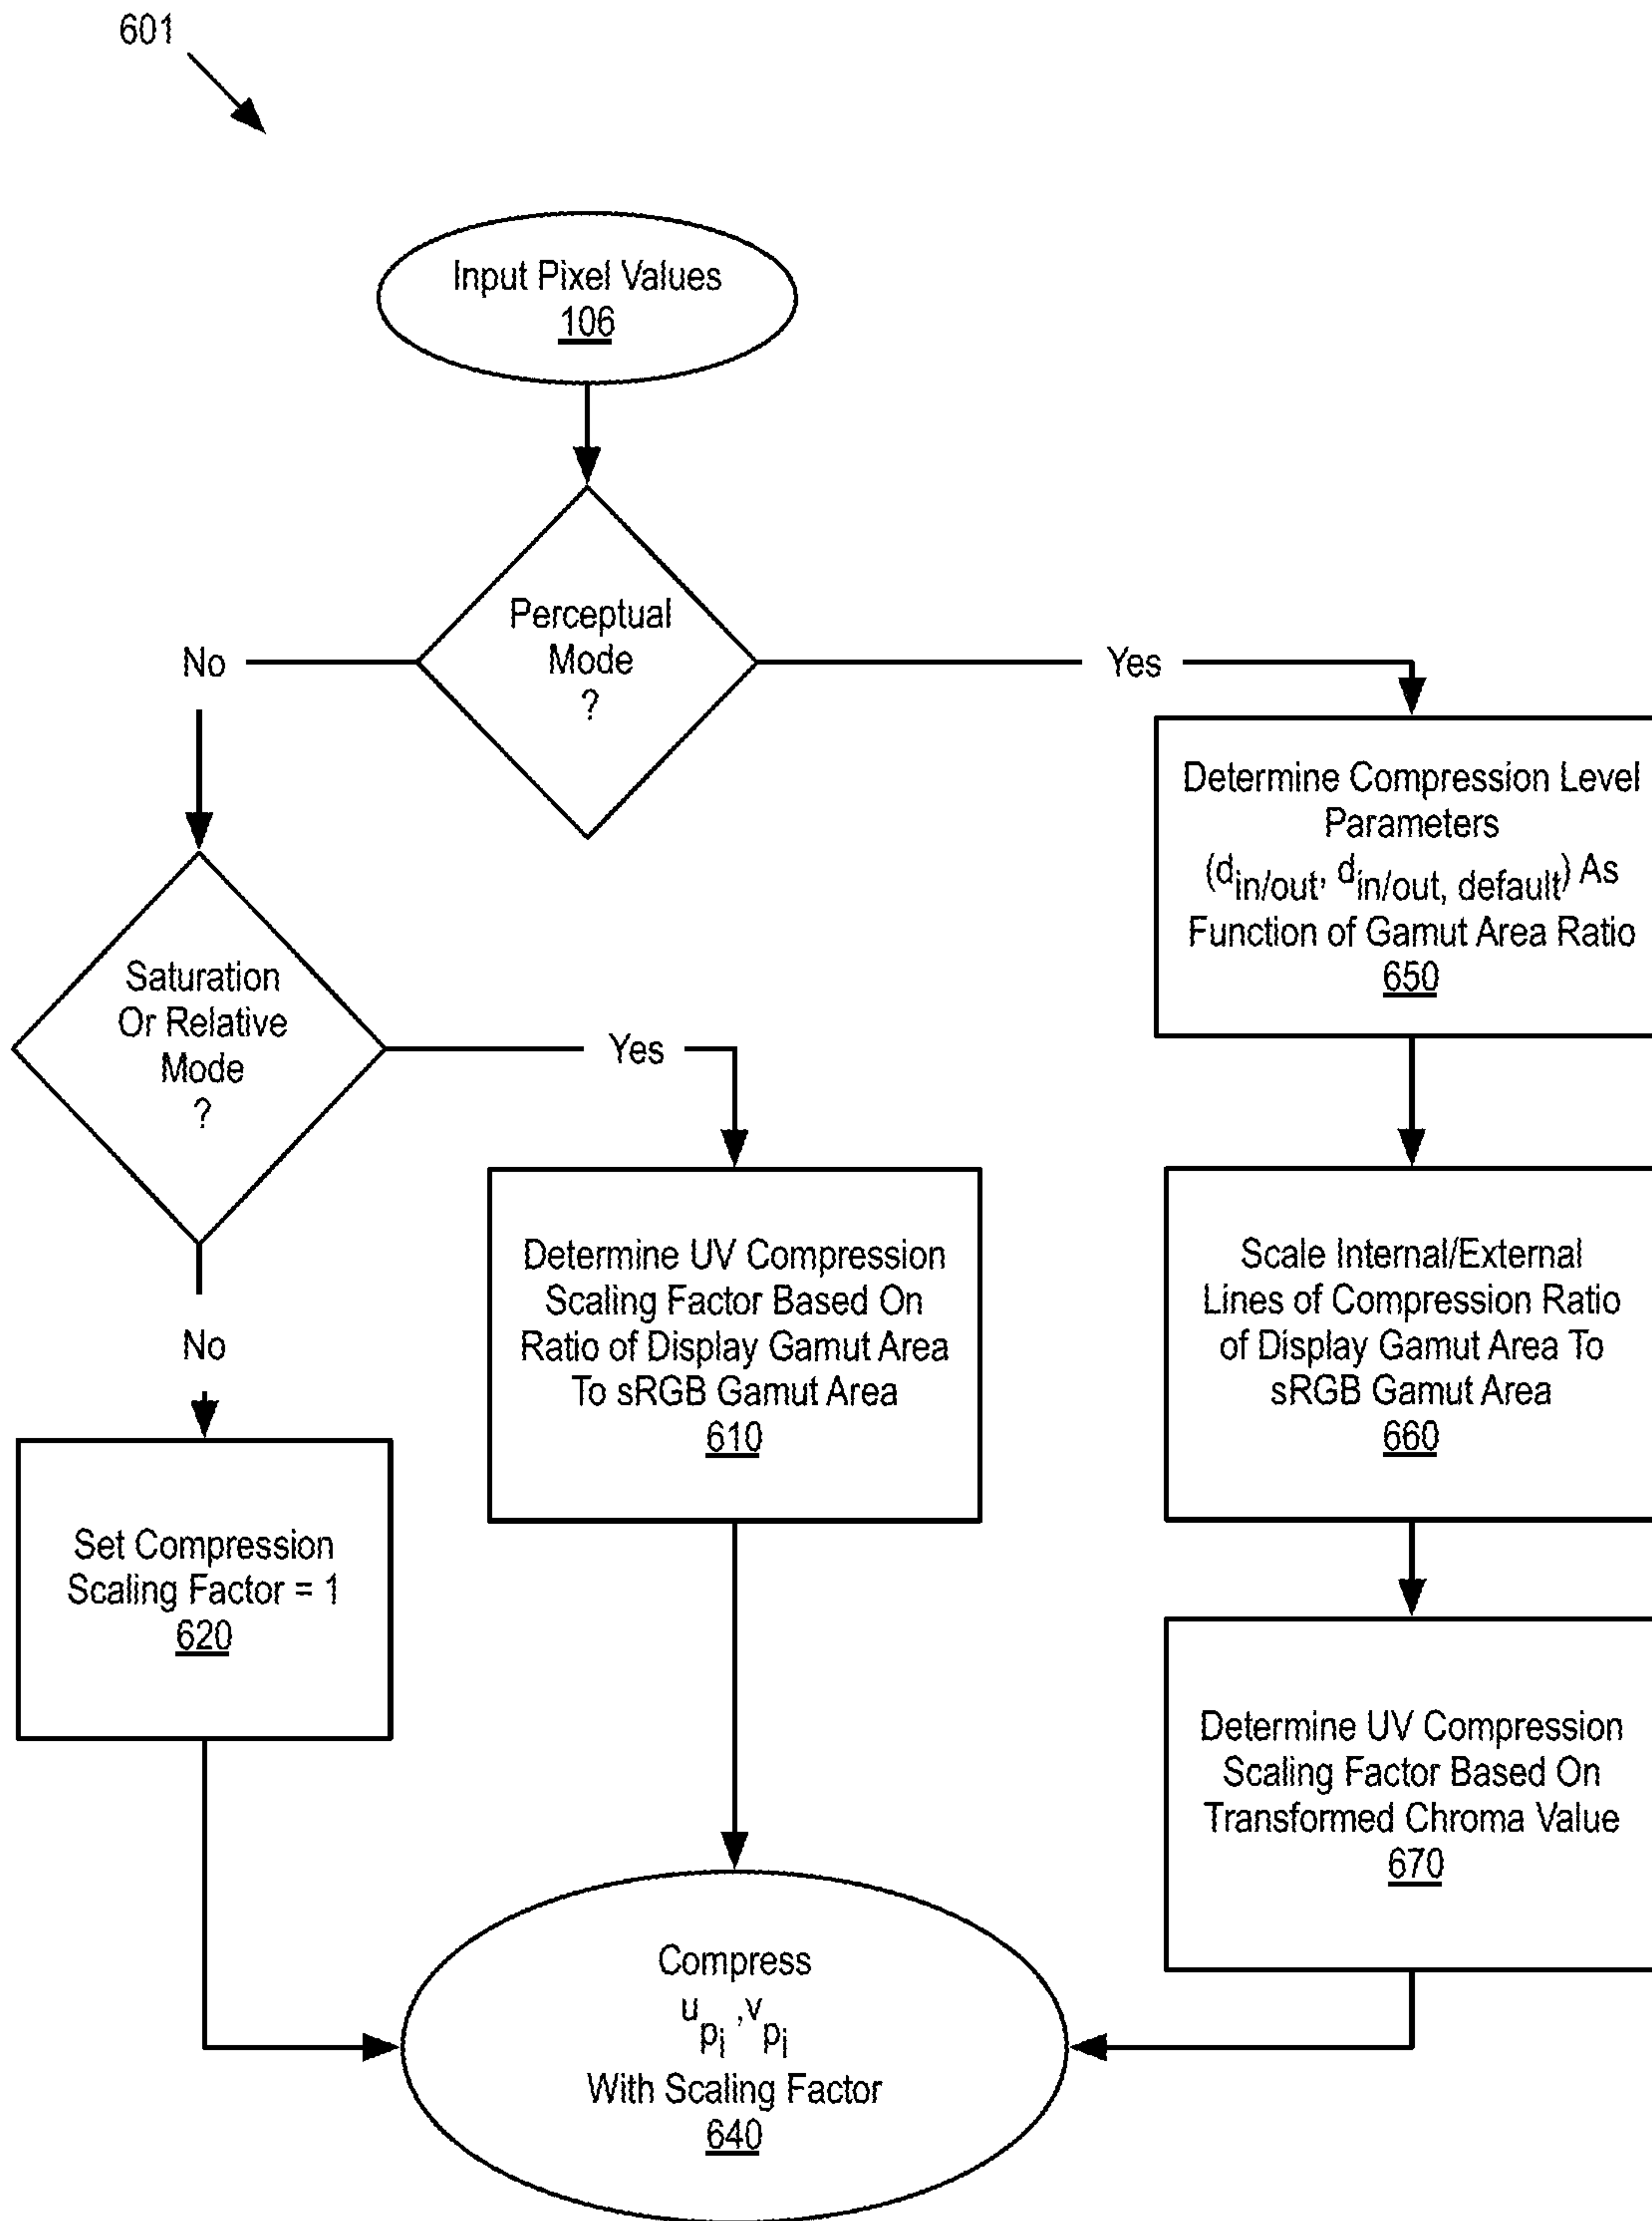 601
Input Pixel Values
106
Perceptual
Mode
?
No
Yes
Determine Compression Level
Parameters
(d_in/out, d_in/out, default) As
Function of Gamut Area Ratio
650
Saturation
Or Relative
Mode
?
Yes
No
Determine UV Compression
Scaling Factor Based On
Ratio of Display Gamut Area
To sRGB Gamut Area
610
Scale Internal/External
Lines of Compression Ratio
of Display Gamut Area To
sRGB Gamut Area
660
Set Compression
Scaling Factor = 1
620
Determine UV Compression
Scaling Factor Based On
Transformed Chroma Value
670
Compress
u_pi ,v_pi
With Scaling Factor
640